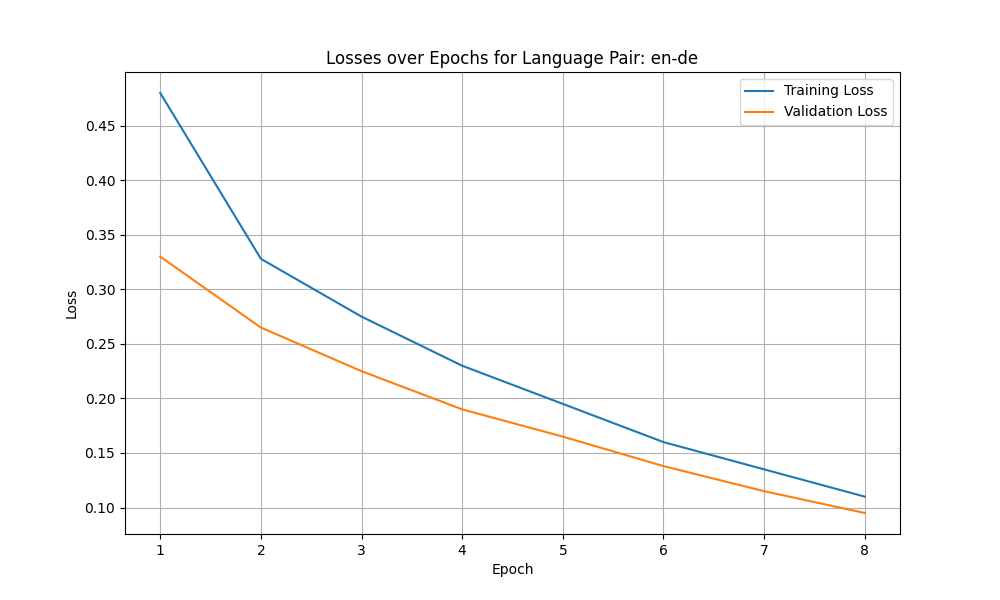 Losses over Epochs for Language Pair: en-de
Training Loss
Validation Loss
0.45
0.40
0.35
0.30
0.25
0.20
0.15
0.10
Loss
1 2 3 4 5 6 7 8
Epoch